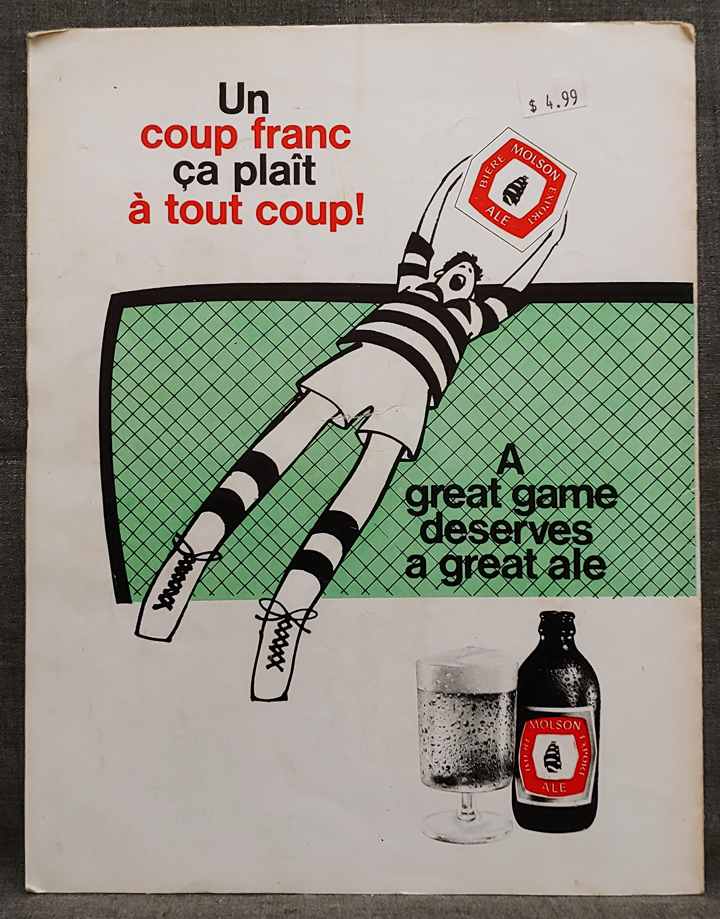 Un
coup franc
ça plaît
à tout coup!
$ 4.99
BIÈRE MOLSON EXPORT
ALE
A
great game
deserves
a great ale
MOLSON
BIÈRE EXPORT
ALE